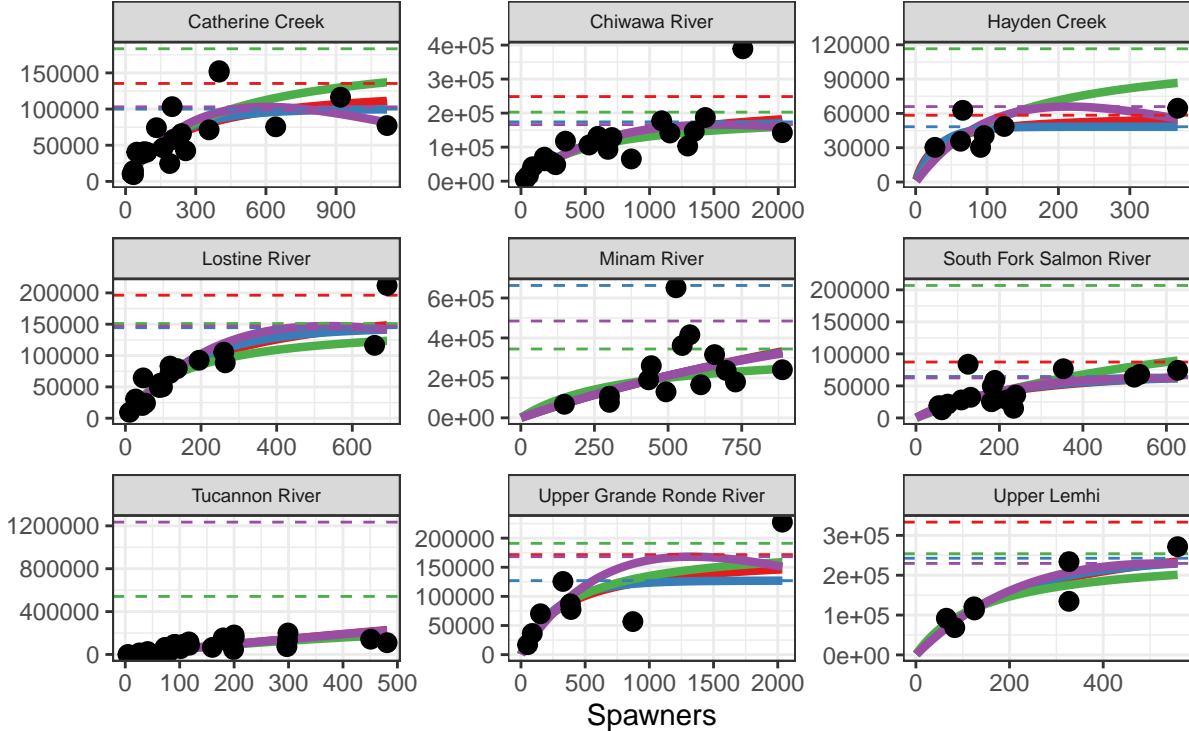 Catherine Creek
150000
100000
50000
0
0 300 600 900
Chiwawa River
4e+05
3e+05
2e+05
1e+05
0e+00
0 500 1000 1500 2000
Hayden Creek
120000
90000
60000
30000
0
0 100 200 300
Lostine River
200000
150000
100000
50000
0
0 200 400 600
Minam River
6e+05
4e+05
2e+05
0e+00
0 250 500 750
South Fork Salmon River
200000
150000
100000
50000
0
0 200 400 600
Tucannon River
1200000
800000
400000
0
0 100 200 300 400 500
Upper Grande Ronde River
200000
150000
100000
50000
0
0 500 1000 1500 2000
Upper Lemhi
3e+05
2e+05
1e+05
0e+00
0 200 400
Spawners